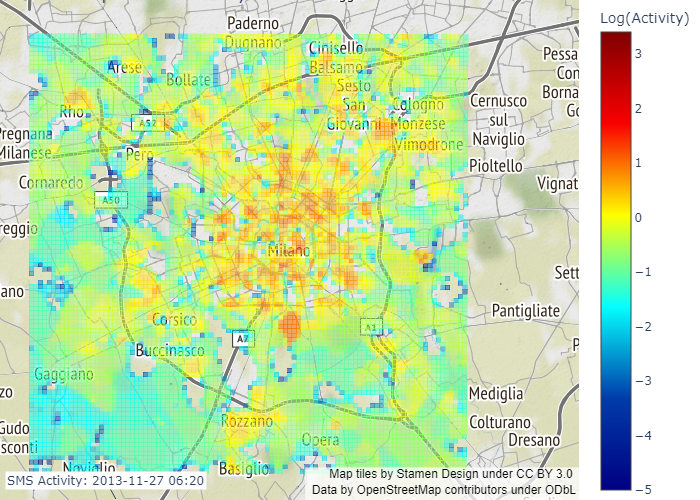 Log(Activity)
Paderno
Dugnano
Cinisello
Balsamo
Arese
Bollate
Sesto
San
Giovanni
Cologno
Monzese
Vimodrone
Pessa
Con
Borna
Go
Cernusco
sul
Naviglio
Pioltello
Vignat
Rho
A52
Pregnana
Milanese
Pero
Cornaredo
A50
reggio
Milano
ano
Sett
Pantigliate
P
Corsico
A7
A1
Buccinasco
Gaggiano
zo
Mediglia
Colturano
Dresano
Rozzano
Opera
Gudo
sconti
Noviglio
Basiglio
3
2
1
0
−1
−2
−3
−4
−5
SMS Activity: 2013-11-27 06:20
Map tiles by Stamen Design under CC BY 3.0
Data by OpenStreetMap contributors under ODbL